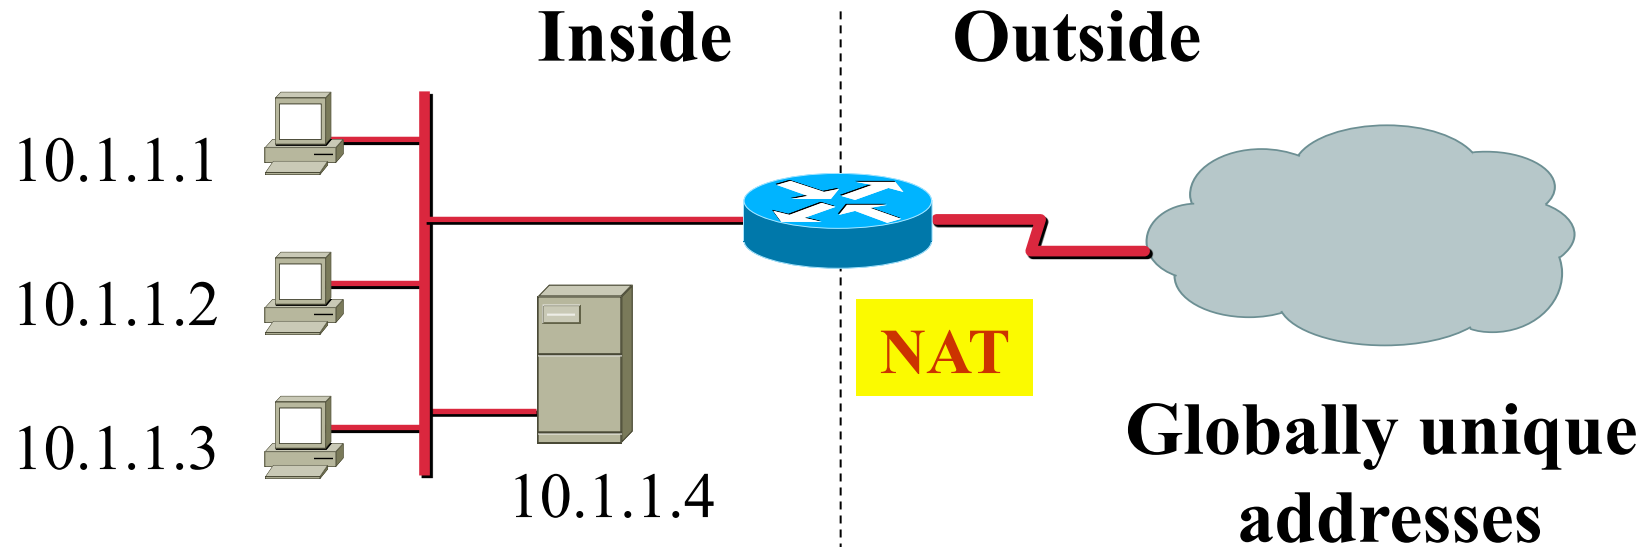 Inside
Outside
10.1.1.1
10.1.1.2
10.1.1.3
10.1.1.4
NAT
Globally unique
addresses